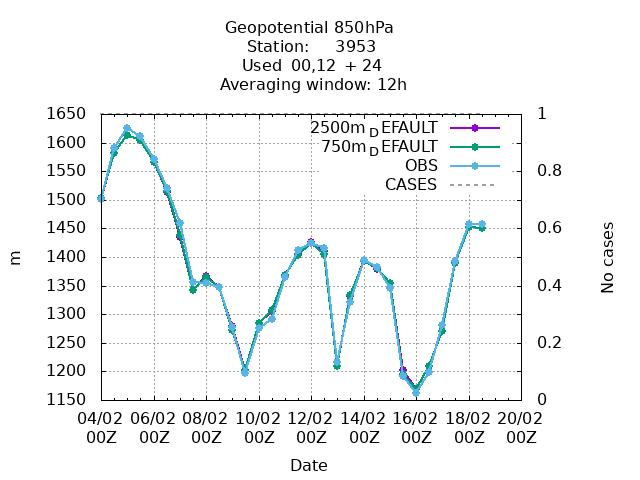 Geopotential 850hPa
Station: 3953
Used 00,12 + 24
Averaging window: 12h
1650 1
1600
1550 0.8
1500
1450 0.6
1400
1350 0.4
1300
1250 0.2
1200
1150 0
2500m_DEFAULT
750m_DEFAULT
OBS
CASES
m
No cases
04/02 06/02 08/02 10/02 12/02 14/02 16/02 18/02 20/02
00Z 00Z 00Z 00Z 00Z 00Z 00Z 00Z 00Z
Date